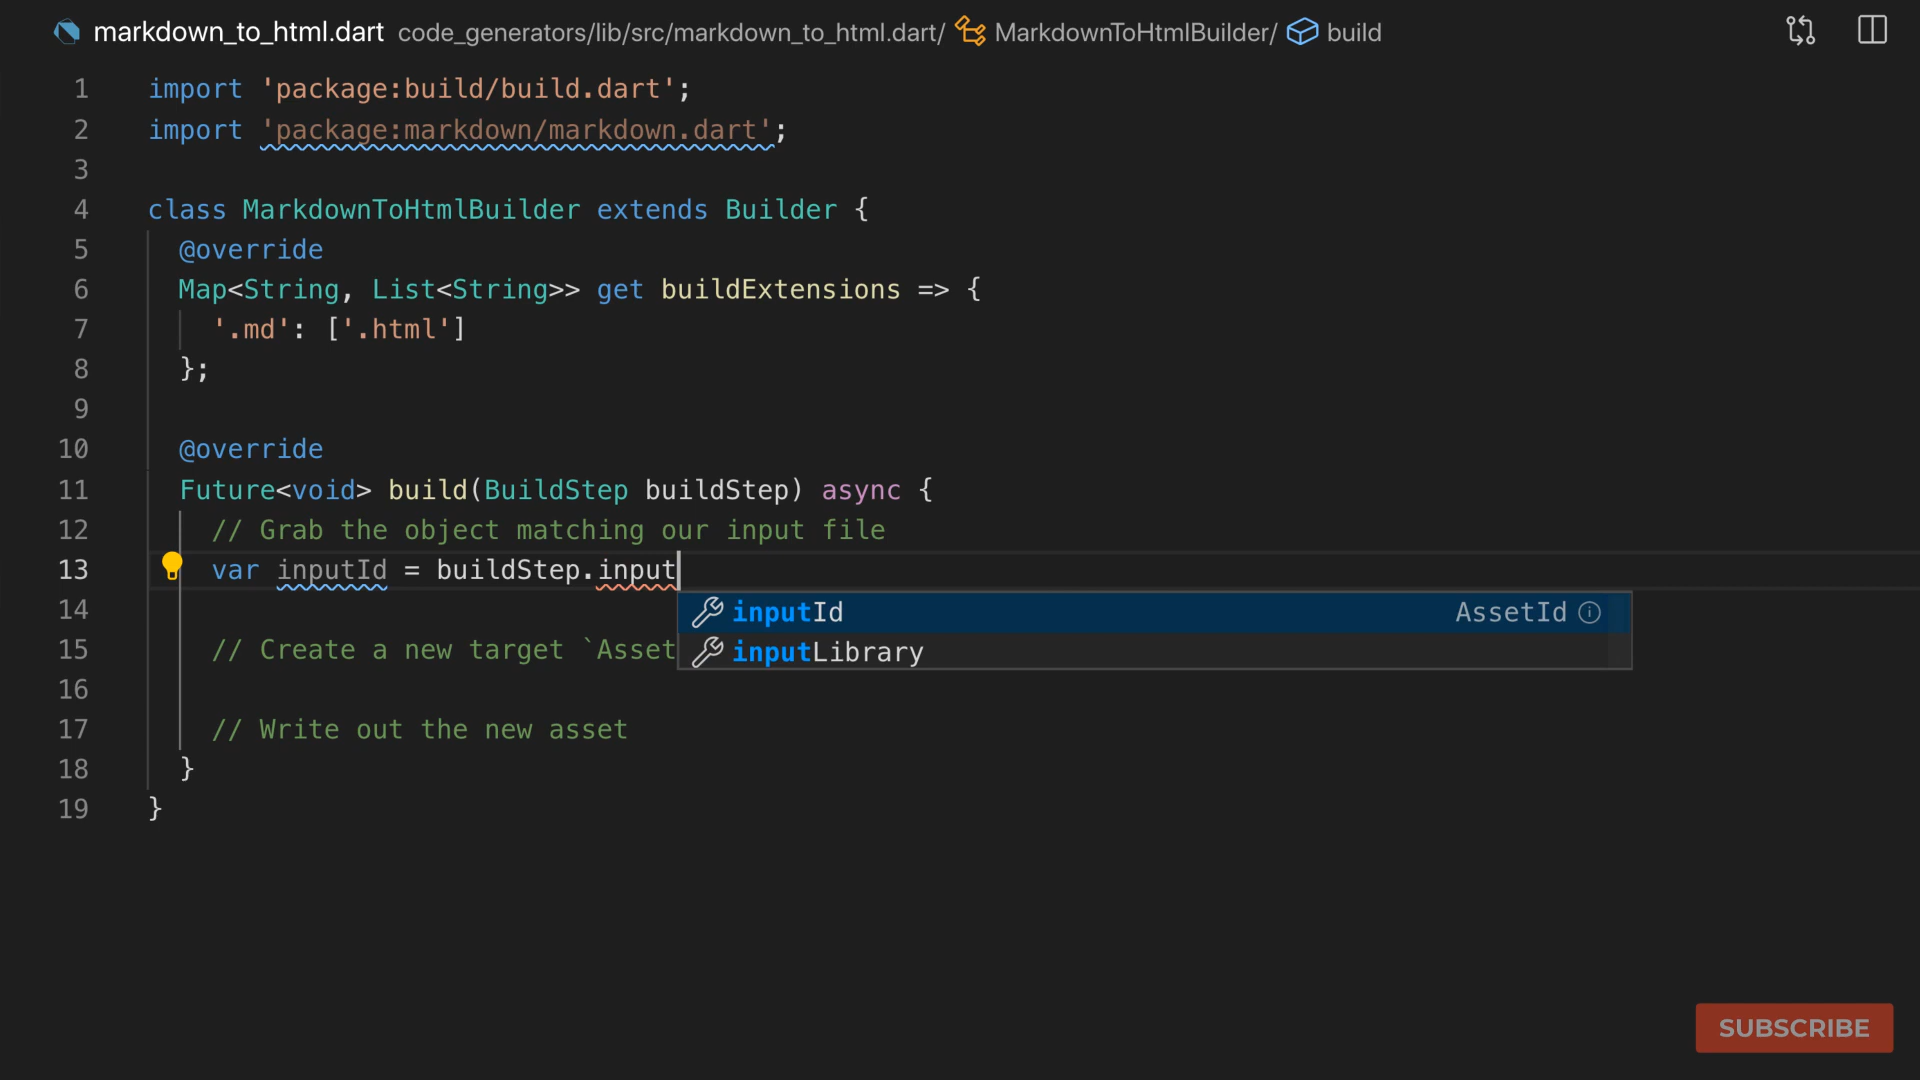 markdown_to_html.dart code_generators/lib/src/markdown_to_html.dart/ MarkdownToHtmlBuilder/ build
1 import 'package:build/build.dart';
2 import 'package:markdown/markdown.dart';
3
4 class MarkdownToHtmlBuilder extends Builder {
5 @override
6 Map<String, List<String>> get buildExtensions => {
7 '.md': ['.html']
8 };
9
10 @override
11 Future<void> build(BuildStep buildStep) async {
12 // Grab the object matching our input file
13 var inputId = buildStep.input
inputId AssetId
14
15 // Create a new target `Asset
inputLibrary
16
17 // Write out the new asset
18 }
19 }
SUBSCRIBE